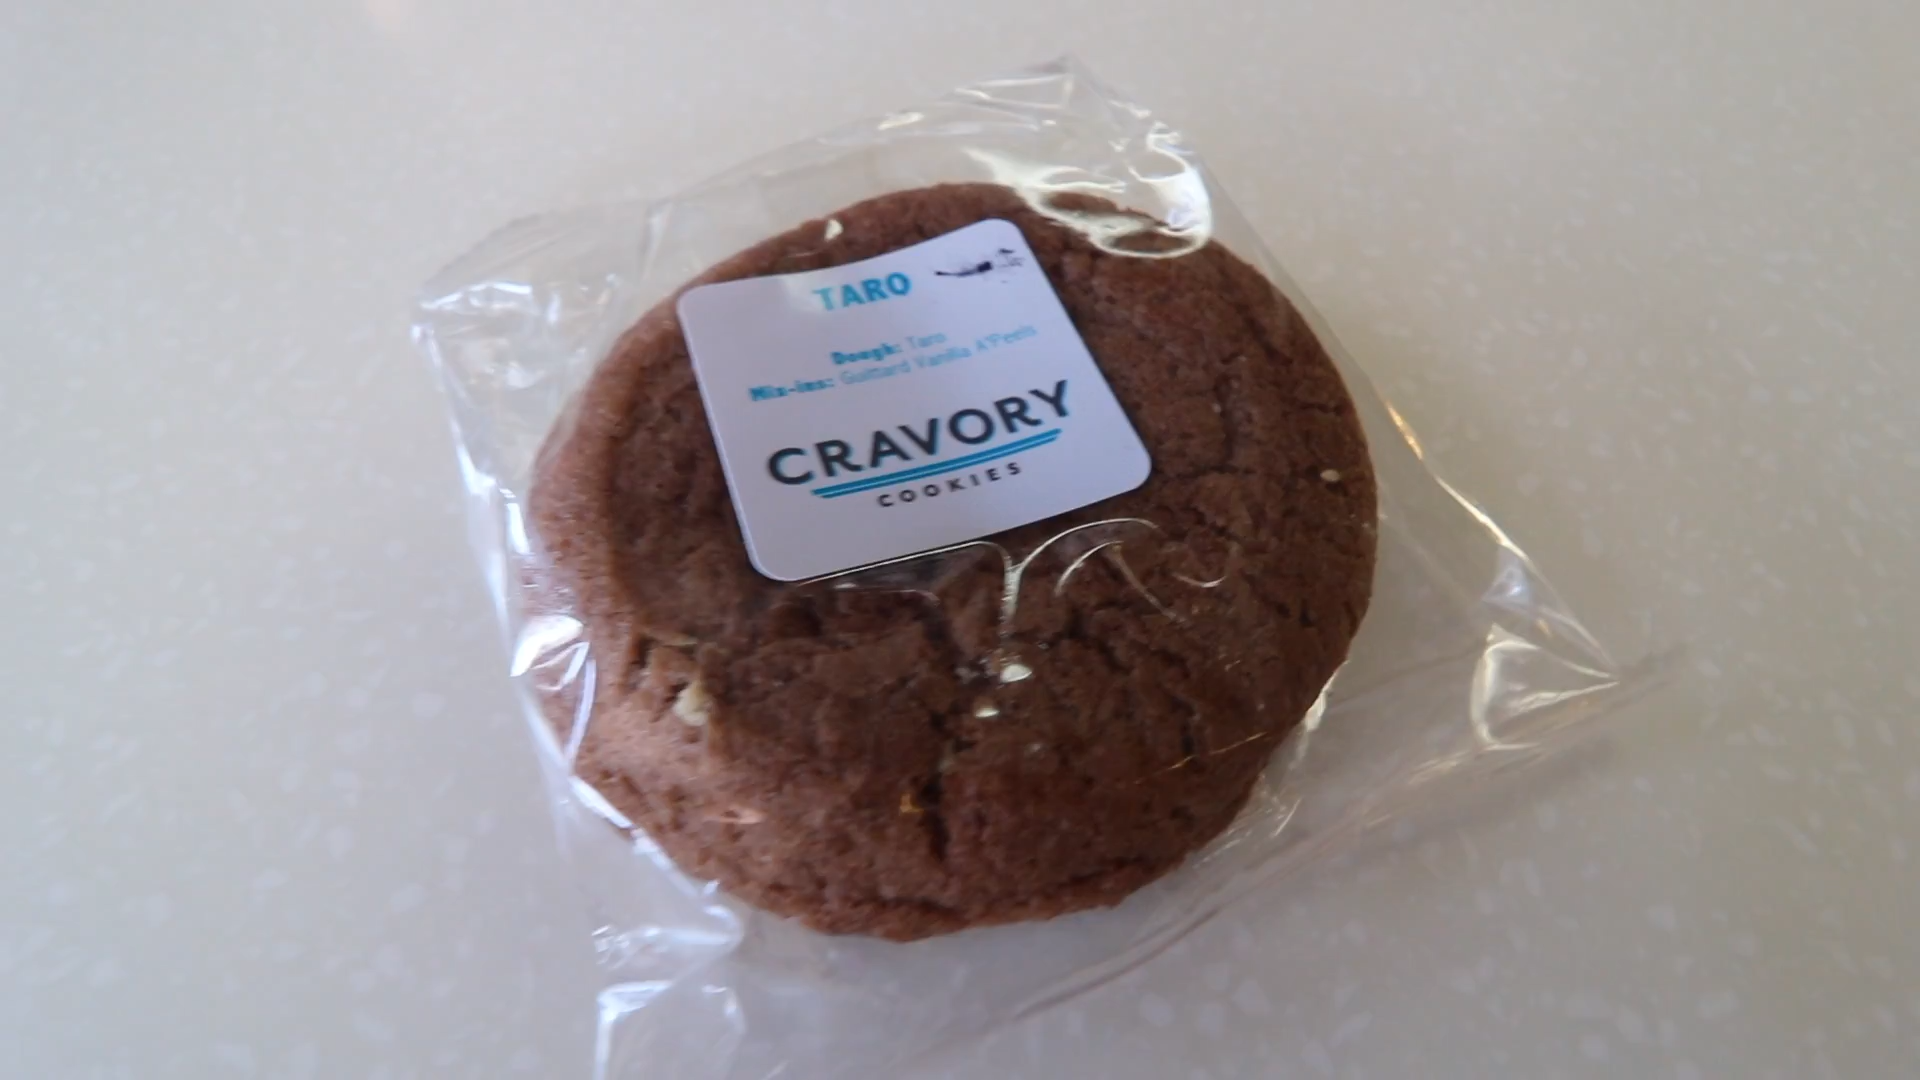 TARO
Dough: Taro
Mix-ins: Guittard Vanilla A'Peels
CRAVORY
COOKIES